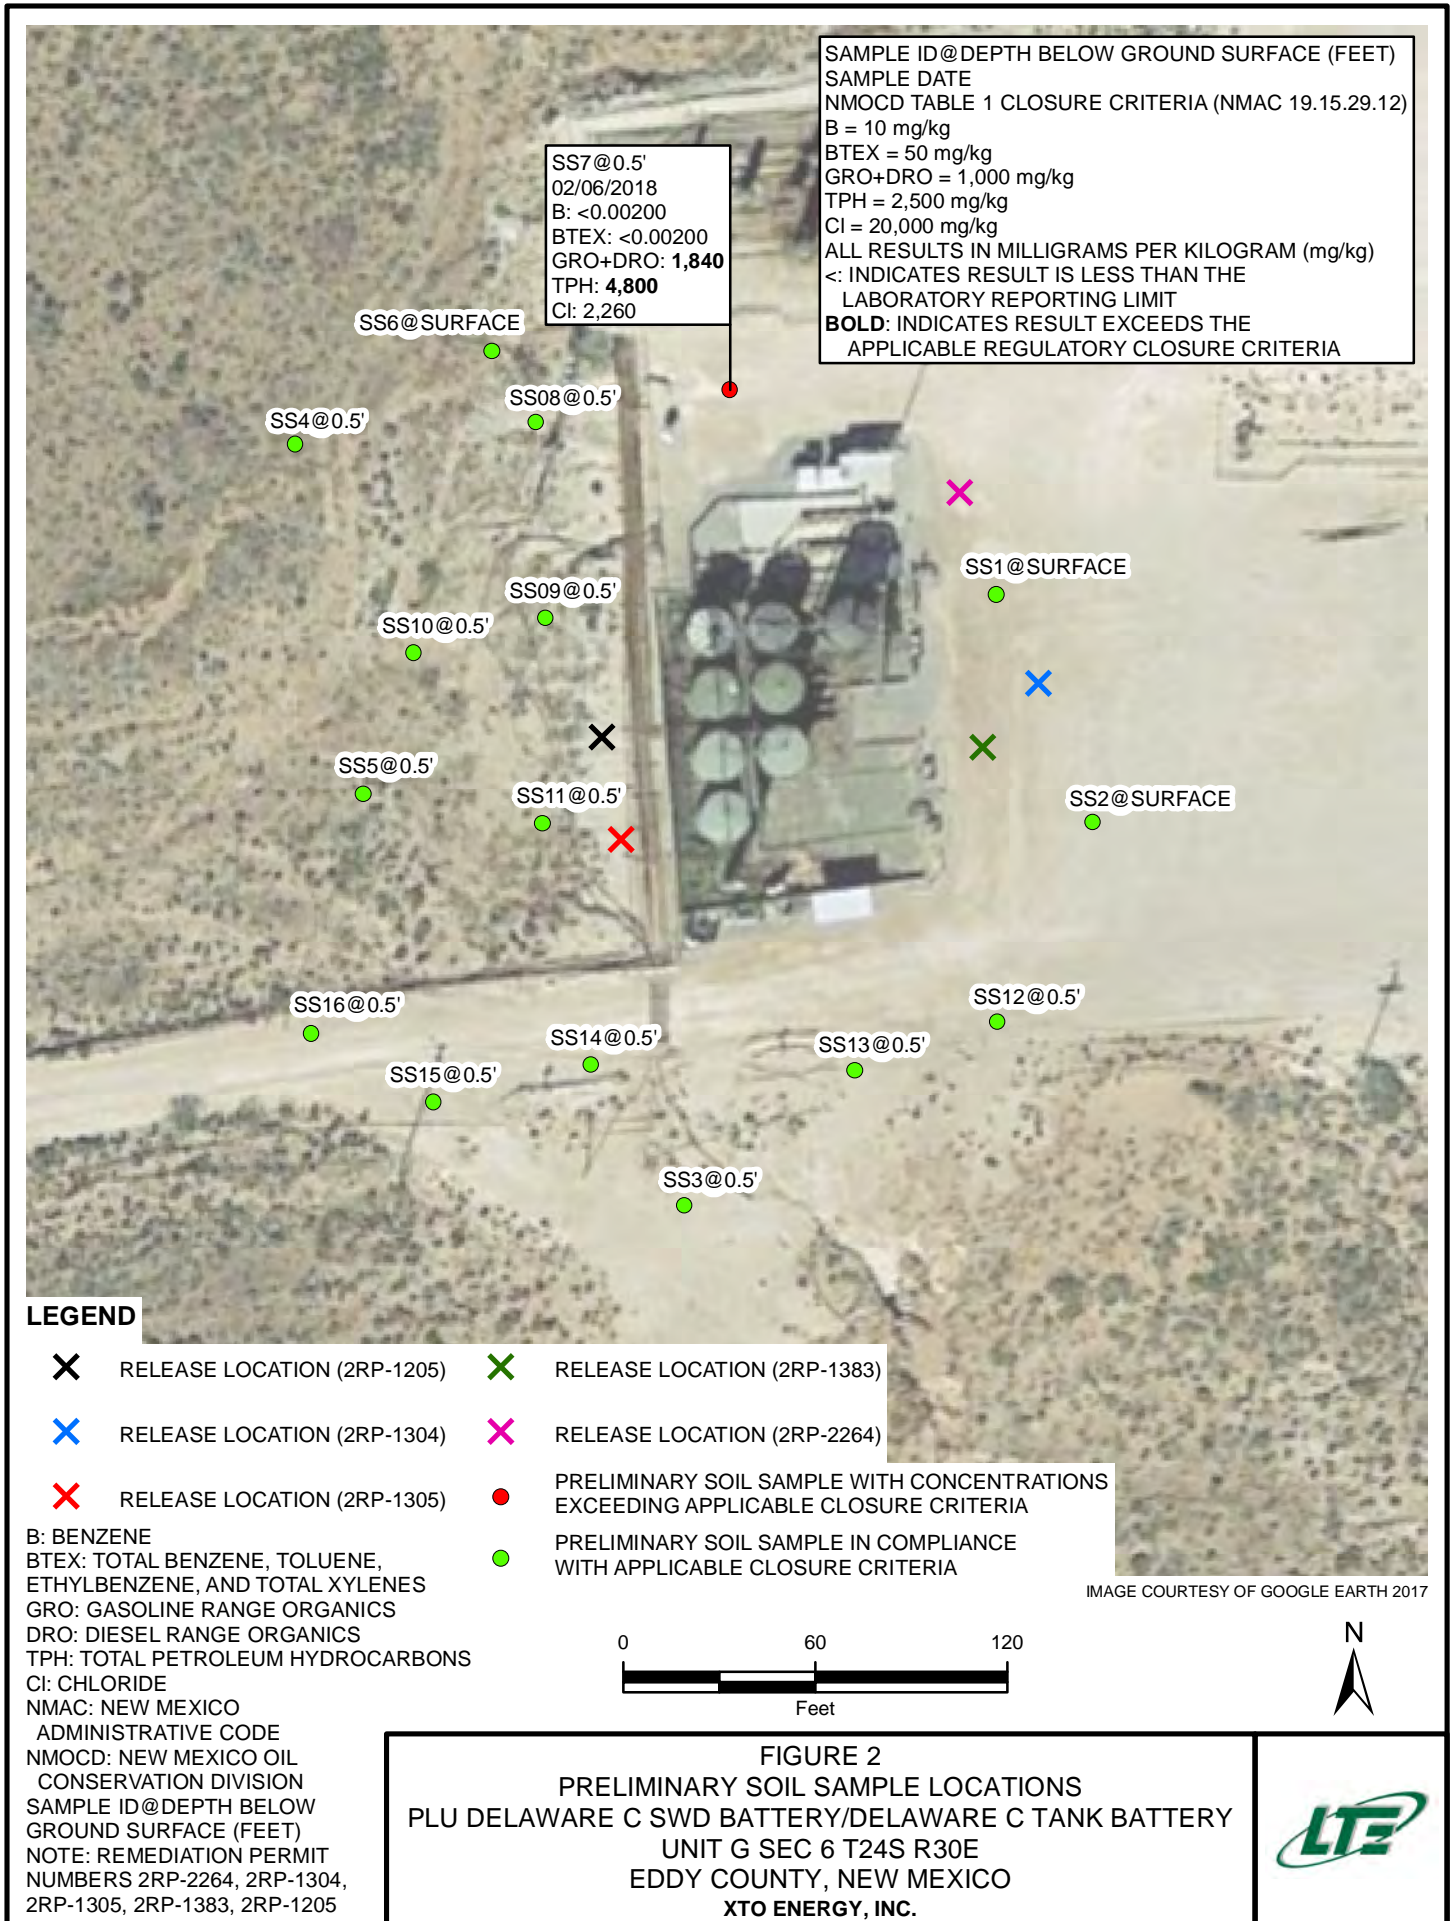 SAMPLE ID@DEPTH BELOW GROUND SURFACE (FEET)
SAMPLE DATE
NMOCD TABLE 1 CLOSURE CRITERIA (NMAC 19.15.29.12)
B = 10 mg/kg
BTEX = 50 mg/kg
GRO+DRO = 1,000 mg/kg
TPH = 2,500 mg/kg
Cl = 20,000 mg/kg
ALL RESULTS IN MILLIGRAMS PER KILOGRAM (mg/kg)
<: INDICATES RESULT IS LESS THAN THE
LABORATORY REPORTING LIMIT
BOLD: INDICATES RESULT EXCEEDS THE
APPLICABLE REGULATORY CLOSURE CRITERIA
SS7@0.5'
02/06/2018
B: <0.00200
BTEX: <0.00200
GRO+DRO: 1,840
TPH: 4,800
Cl: 2,260
SS6@SURFACE
SS08@0.5'
SS4@0.5'
SS1@SURFACE
SS09@0.5'
SS10@0.5'
SS5@0.5'
SS11@0.5'
SS2@SURFACE
SS16@0.5'
SS12@0.5'
SS14@0.5'
SS13@0.5'
SS15@0.5'
SS3@0.5'
LEGEND
RELEASE LOCATION (2RP-1205)
RELEASE LOCATION (2RP-1304)
RELEASE LOCATION (2RP-1305)
RELEASE LOCATION (2RP-1383)
RELEASE LOCATION (2RP-2264)
PRELIMINARY SOIL SAMPLE WITH CONCENTRATIONS
EXCEEDING APPLICABLE CLOSURE CRITERIA
PRELIMINARY SOIL SAMPLE IN COMPLIANCE
WITH APPLICABLE CLOSURE CRITERIA
B: BENZENE
BTEX: TOTAL BENZENE, TOLUENE,
ETHYLBENZENE, AND TOTAL XYLENES
GRO: GASOLINE RANGE ORGANICS
DRO: DIESEL RANGE ORGANICS
TPH: TOTAL PETROLEUM HYDROCARBONS
Cl: CHLORIDE
NMAC: NEW MEXICO
ADMINISTRATIVE CODE
NMOCD: NEW MEXICO OIL
CONSERVATION DIVISION
SAMPLE ID@DEPTH BELOW
GROUND SURFACE (FEET)
NOTE: REMEDIATION PERMIT
NUMBERS 2RP-2264, 2RP-1304,
2RP-1305, 2RP-1383, 2RP-1205
IMAGE COURTESY OF GOOGLE EARTH 2017
0 60 120
Feet
N
FIGURE 2
PRELIMINARY SOIL SAMPLE LOCATIONS
PLU DELAWARE C SWD BATTERY/DELAWARE C TANK BATTERY
UNIT G SEC 6 T24S R30E
EDDY COUNTY, NEW MEXICO
XTO ENERGY, INC.
LTE